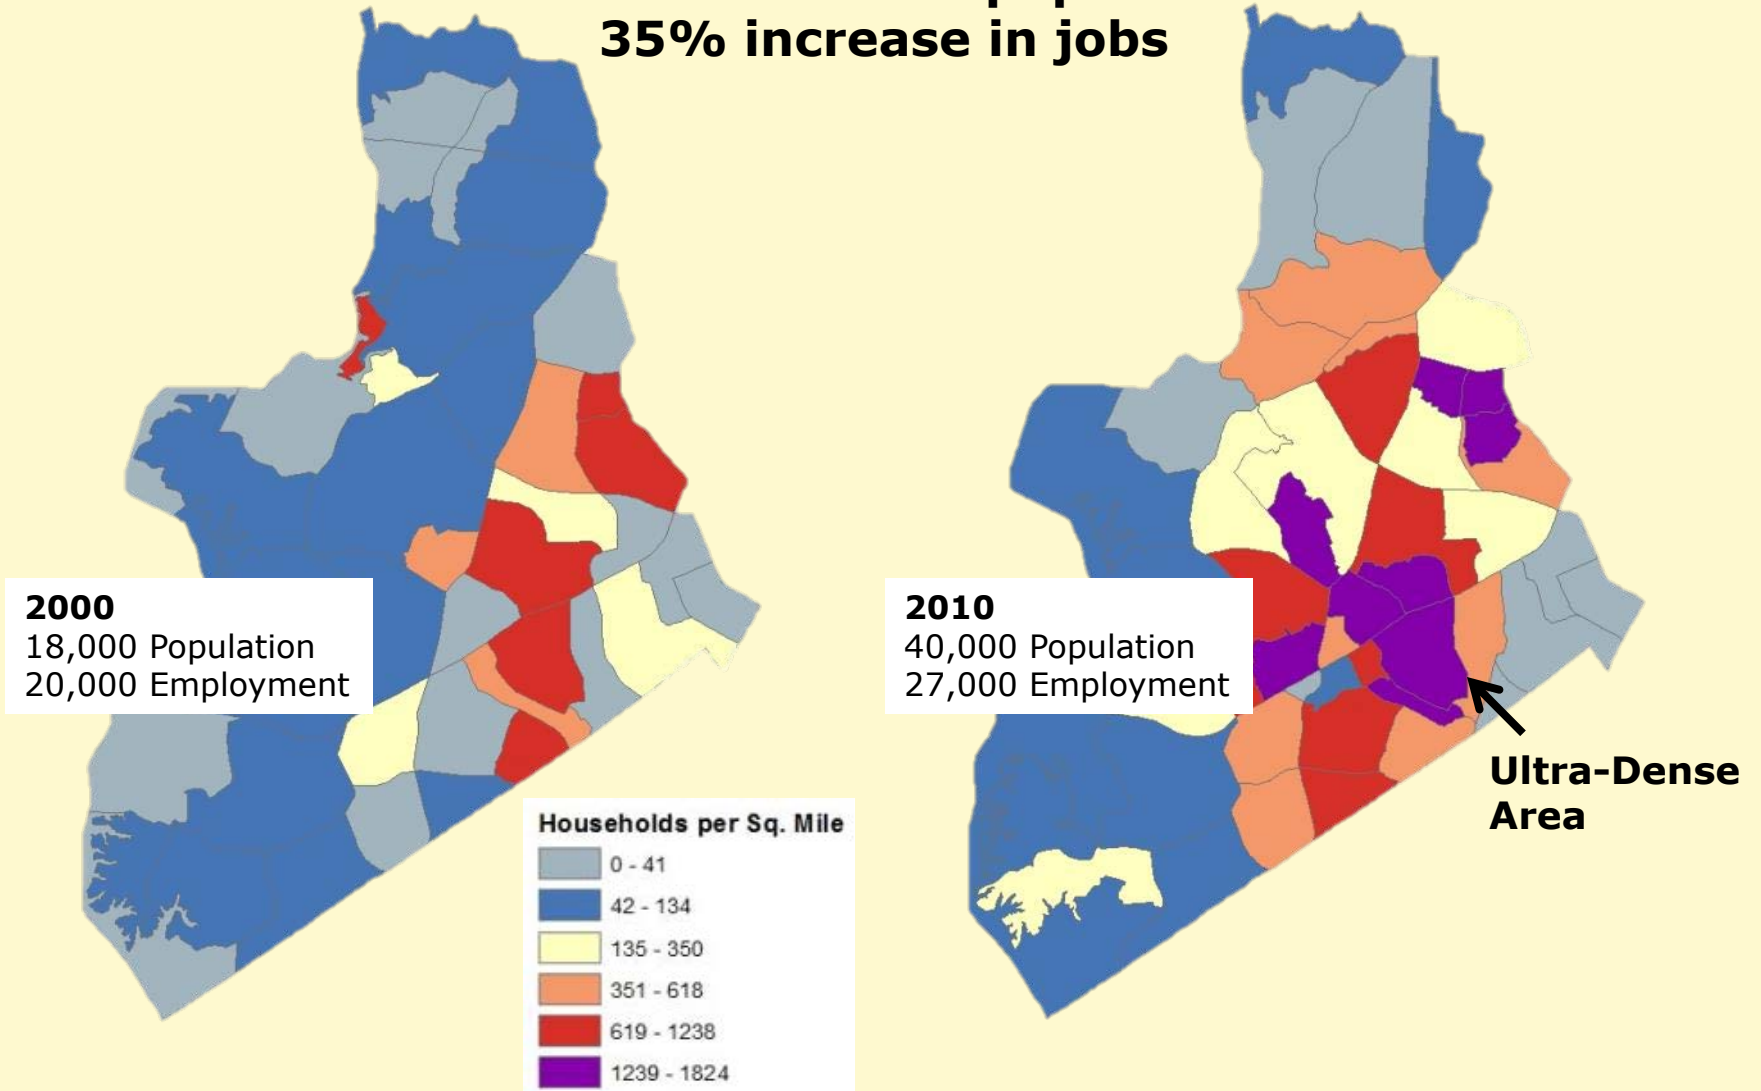 35% increase in jobs
2000
18,000 Population
20,000 Employment
2010
40,000 Population
27,000 Employment
Ultra-Dense
Area
Households per Sq. Mile
0 - 41
42 - 134
135 - 350
351 - 618
619 - 1238
1239 - 1824